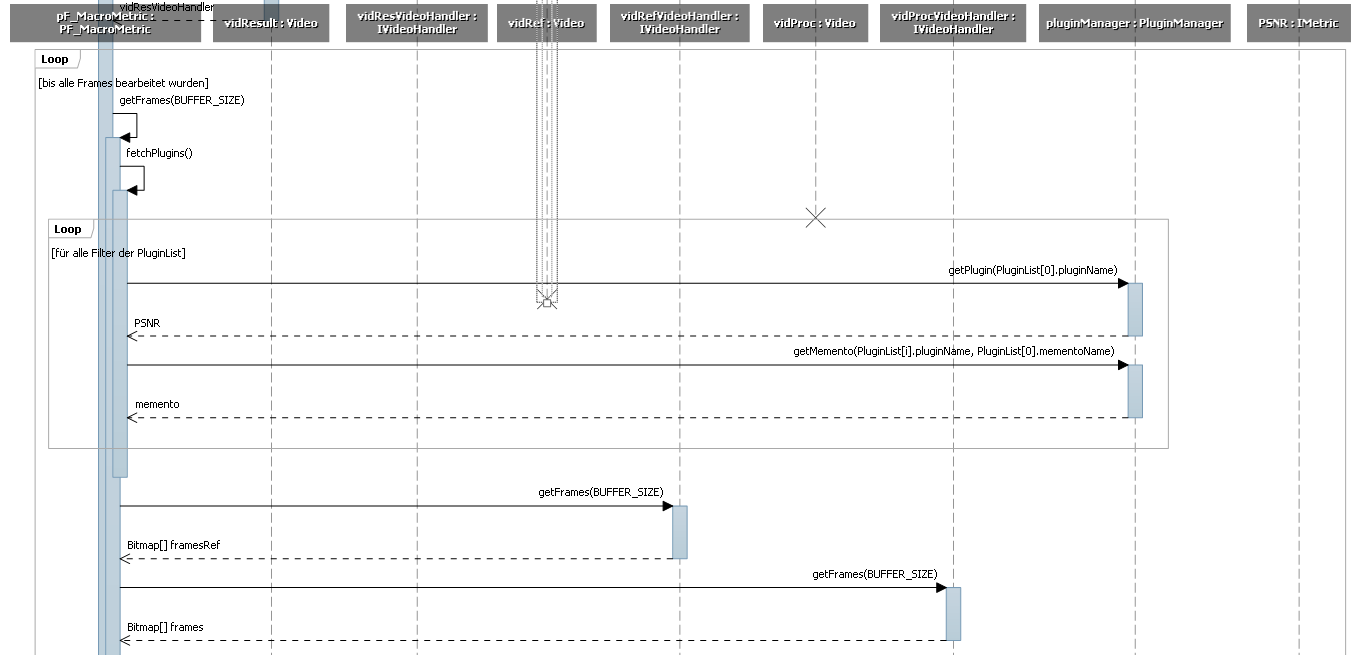 vidResVideoHandler
pF_MacroMetric :
PF_MacroMetric
vidResult : Video
vidResVideoHandler :
IVideoHandler
vidRef : Video
vidRefVideoHandler :
IVideoHandler
vidProc : Video
vidProcVideoHandler :
IVideoHandler
pluginManager : PluginManager
PSNR : IMetric
Loop
[bis alle Frames bearbeitet wurden]
getFrames(BUFFER_SIZE)
fetchPlugins()
Loop
[für alle Filter der PluginList]
getPlugin(PluginList[0].pluginName)
PSNR
getMemento(PluginList[i].pluginName, PluginList[0].mementoName)
memento
getFrames(BUFFER_SIZE)
Bitmap[] framesRef
getFrames(BUFFER_SIZE)
Bitmap[] frames